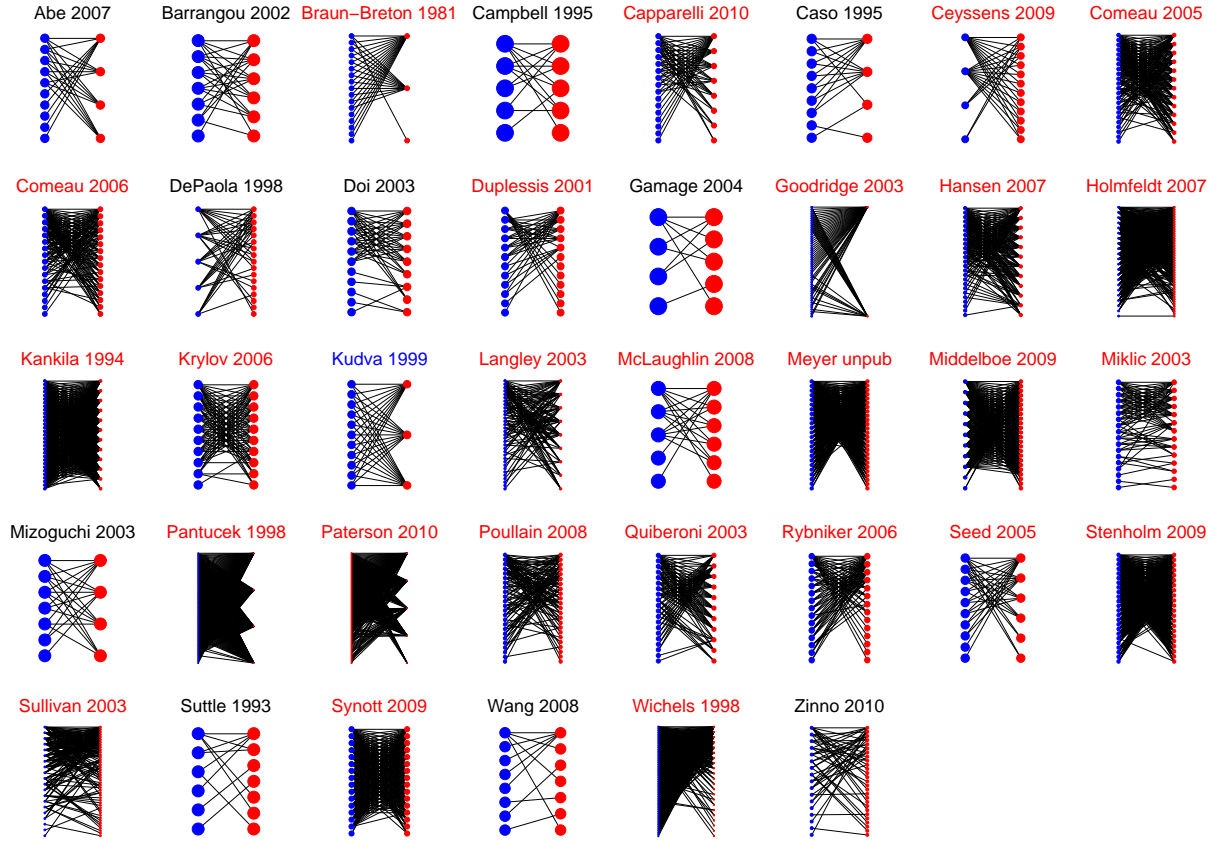 Abe 2007 Barrangou 2002 Braun−Breton 1981 Campbell 1995 Capparelli 2010 Caso 1995 Ceyssens 2009 Comeau 2005
Comeau 2006 DePaola 1998 Doi 2003 Duplessis 2001 Gamage 2004 Goodridge 2003 Hansen 2007 Holmfeldt 2007
Kankila 1994 Krylov 2006 Kudva 1999 Langley 2003 McLaughlin 2008 Meyer unpub Middelboe 2009 Miklic 2003
Mizoguchi 2003 Pantucek 1998 Paterson 2010 Poullain 2008 Quiberoni 2003 Rybniker 2006 Seed 2005 Stenholm 2009
Sullivan 2003 Suttle 1993 Synott 2009 Wang 2008 Wichels 1998 Zinno 2010